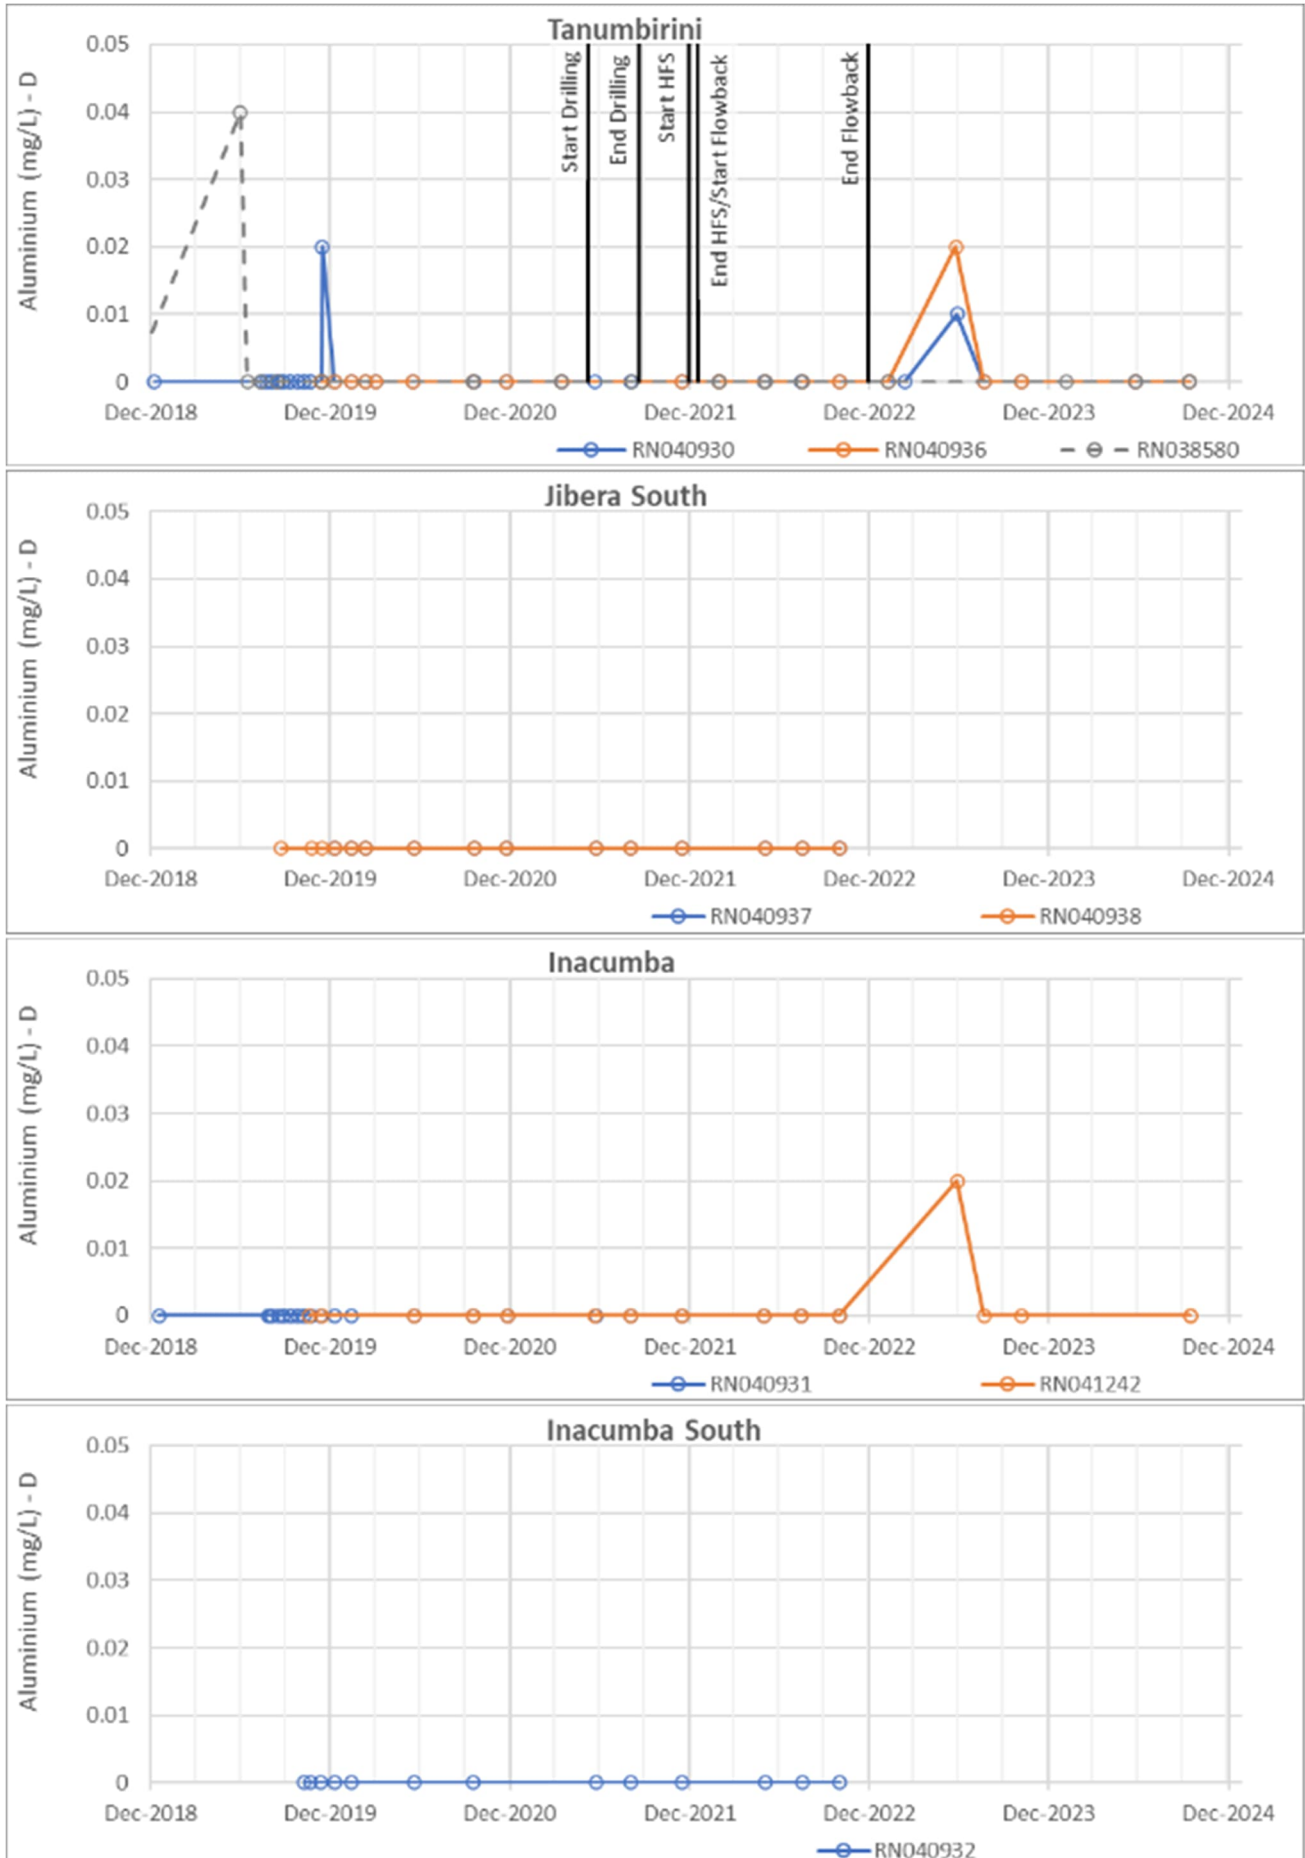 Tanumbirini
Aluminium (mg/L) - D
0.05
0.04
0.03
0.02
0.01
0
Start Drilling
End Drilling
Start HFS
End HFS/Start Flowback
End Flowback
Dec-2018 Dec-2019 Dec-2020 Dec-2021 Dec-2022 Dec-2023 Dec-2024
RN040930 RN040936 RN038580
Jibera South
Aluminium (mg/L) - D
0.05
0.04
0.03
0.02
0.01
0
Dec-2018 Dec-2019 Dec-2020 Dec-2021 Dec-2022 Dec-2023 Dec-2024
RN040937 RN040938
Inacumba
Aluminium (mg/L) - D
0.05
0.04
0.03
0.02
0.01
0
Dec-2018 Dec-2019 Dec-2020 Dec-2021 Dec-2022 Dec-2023 Dec-2024
RN040931 RN041242
Inacumba South
Aluminium (mg/L) - D
0.05
0.04
0.03
0.02
0.01
0
Dec-2018 Dec-2019 Dec-2020 Dec-2021 Dec-2022 Dec-2023 Dec-2024
RN040932